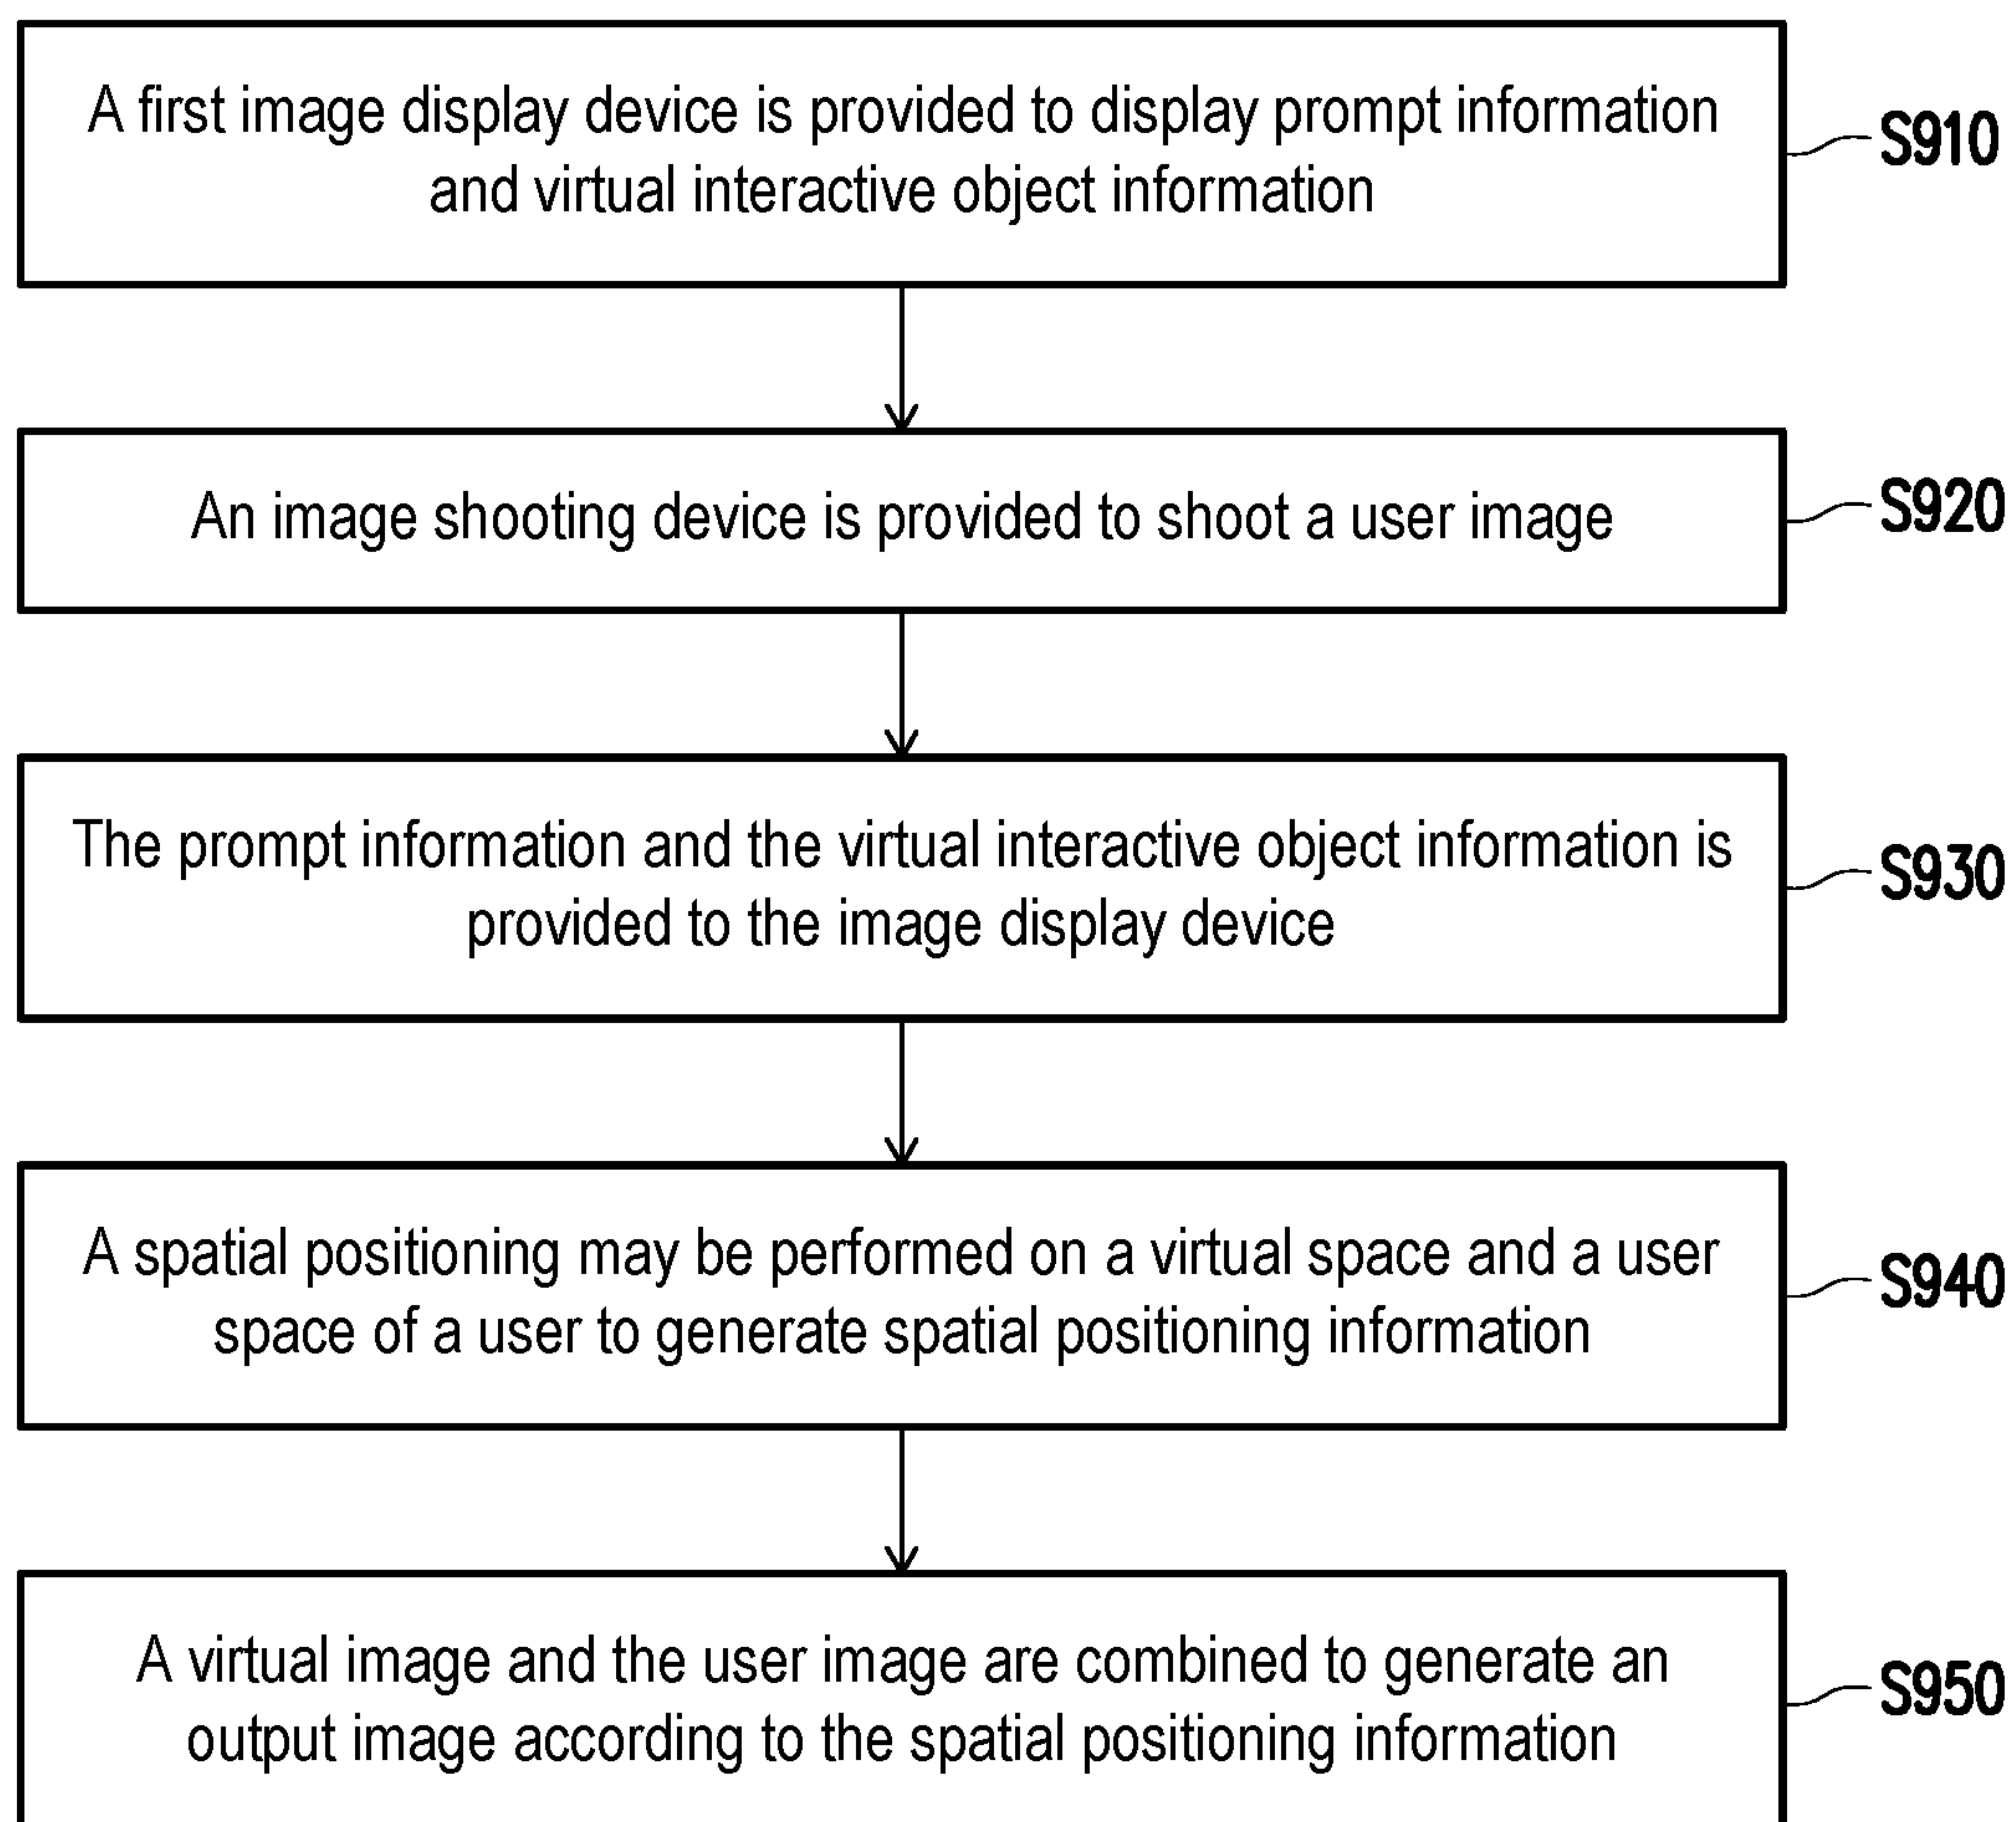 A first image display device is provided to display prompt information
and virtual interactive object information
S910
An image shooting device is provided to shoot a user image
S920
The prompt information and the virtual interactive object information is
provided to the image display device
S930
A spatial positioning may be performed on a virtual space and a user
space of a user to generate spatial positioning information
S940
A virtual image and the user image are combined to generate an
output image according to the spatial positioning information
S950